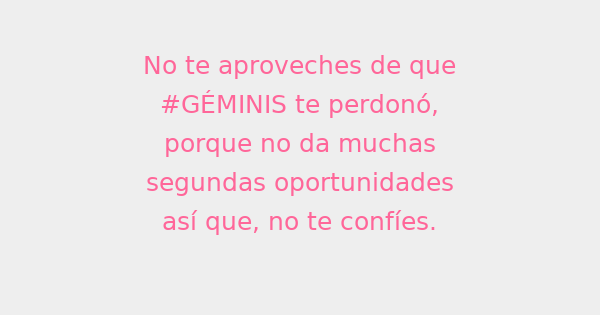 No te aproveches de que
#GÉMINIS te perdonó,
porque no da muchas
segundas oportunidades
así que, no te confíes.